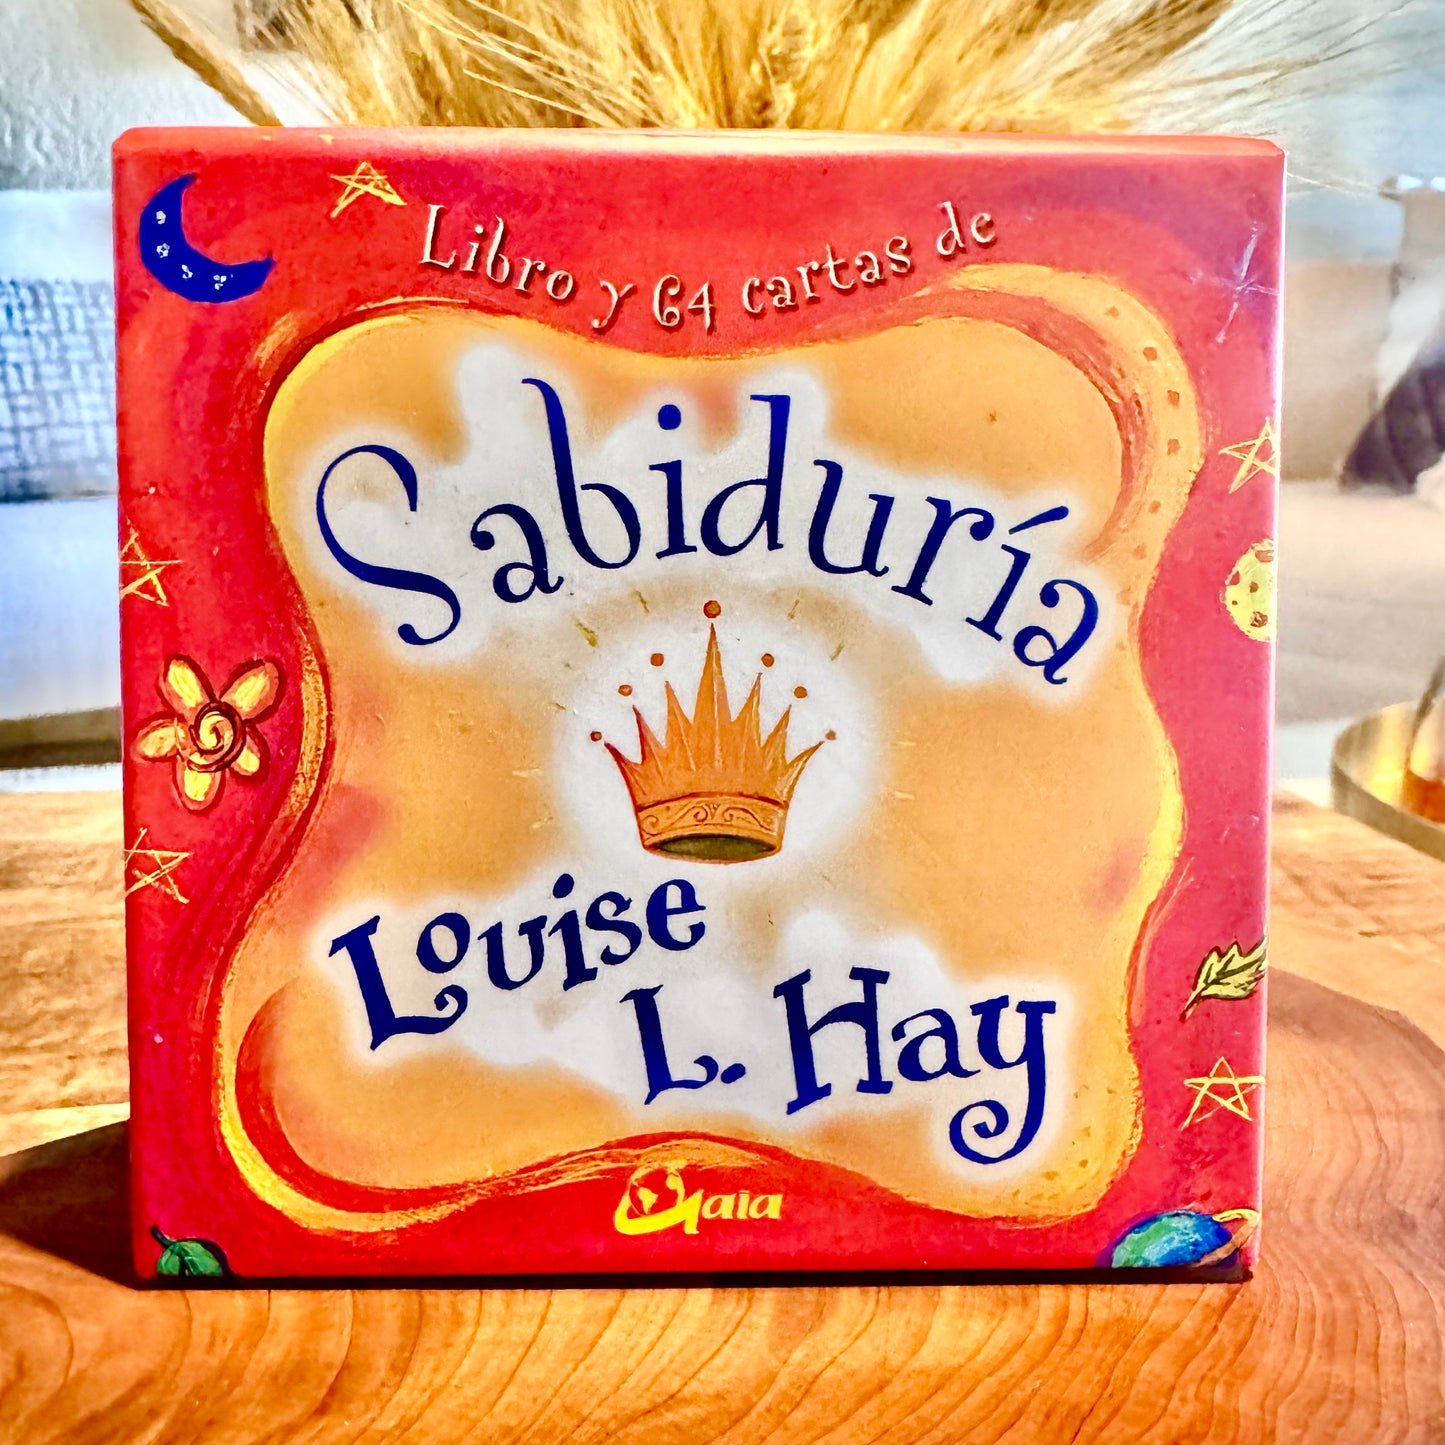 Libro y 64 cartas de
Sabiduría
Louise
L. Hay
Gaia